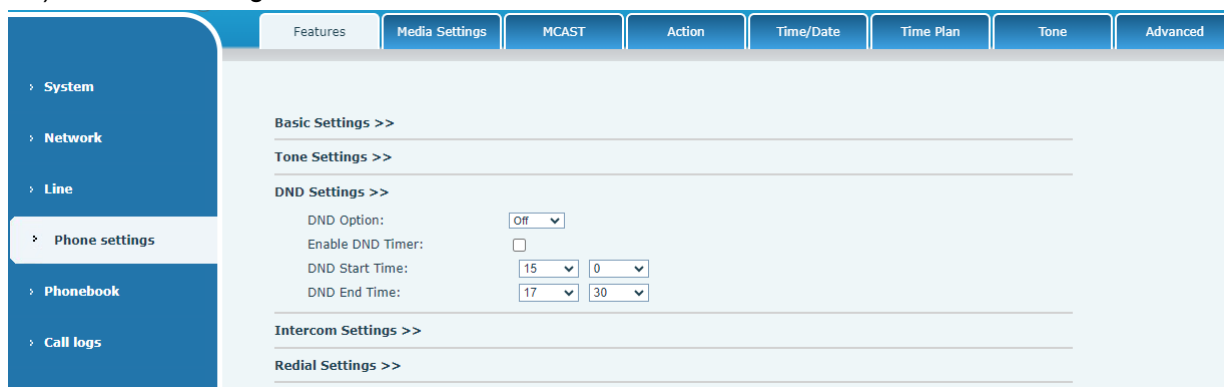 Features Media Settings MCAST Action Time/Date Time Plan Tone Advanced
› System
› Network
› Line
› Phone settings
› Phonebook
› Call logs
Basic Settings >>
Tone Settings >>
DND Settings >>
DND Option: Off
Enable DND Timer:
DND Start Time: 15 0
DND End Time: 17 30
Intercom Settings >>
Redial Settings >>